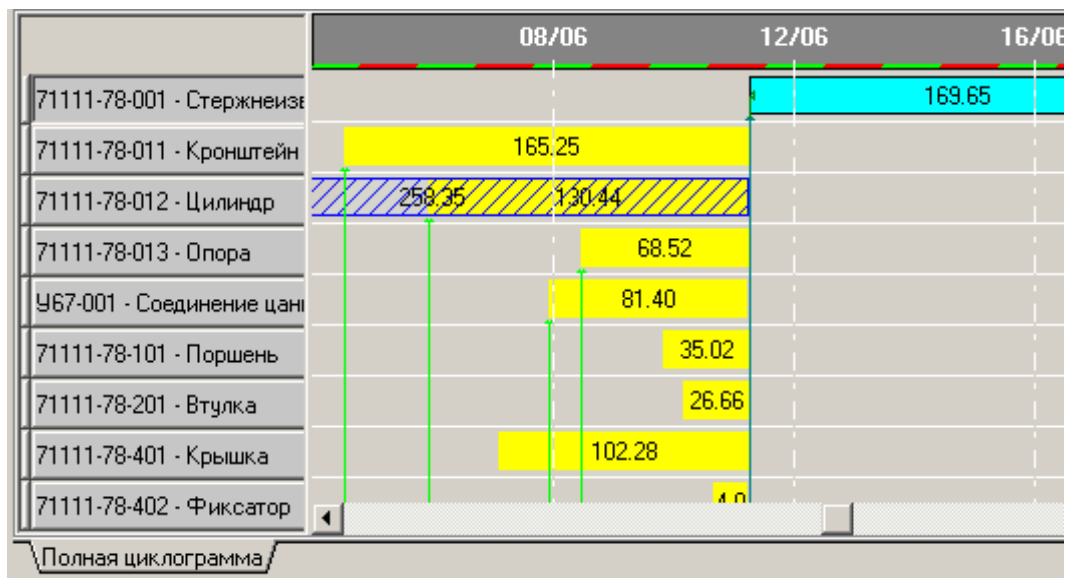 08/06 12/06 16/06
71111-78-001 - Стержнеизв 169.65
71111-78-011 - Кронштейн 165.25
71111-78-012 - Цилиндр 258.35 130.44
71111-78-013 - Опора 68.52
У67-001 - Соединение цанг 81.40
71111-78-101 - Поршень 35.02
71111-78-201 - Втулка 26.66
71111-78-401 - Крышка 102.28
71111-78-402 - Фиксатор 4.0
Полная циклограмма